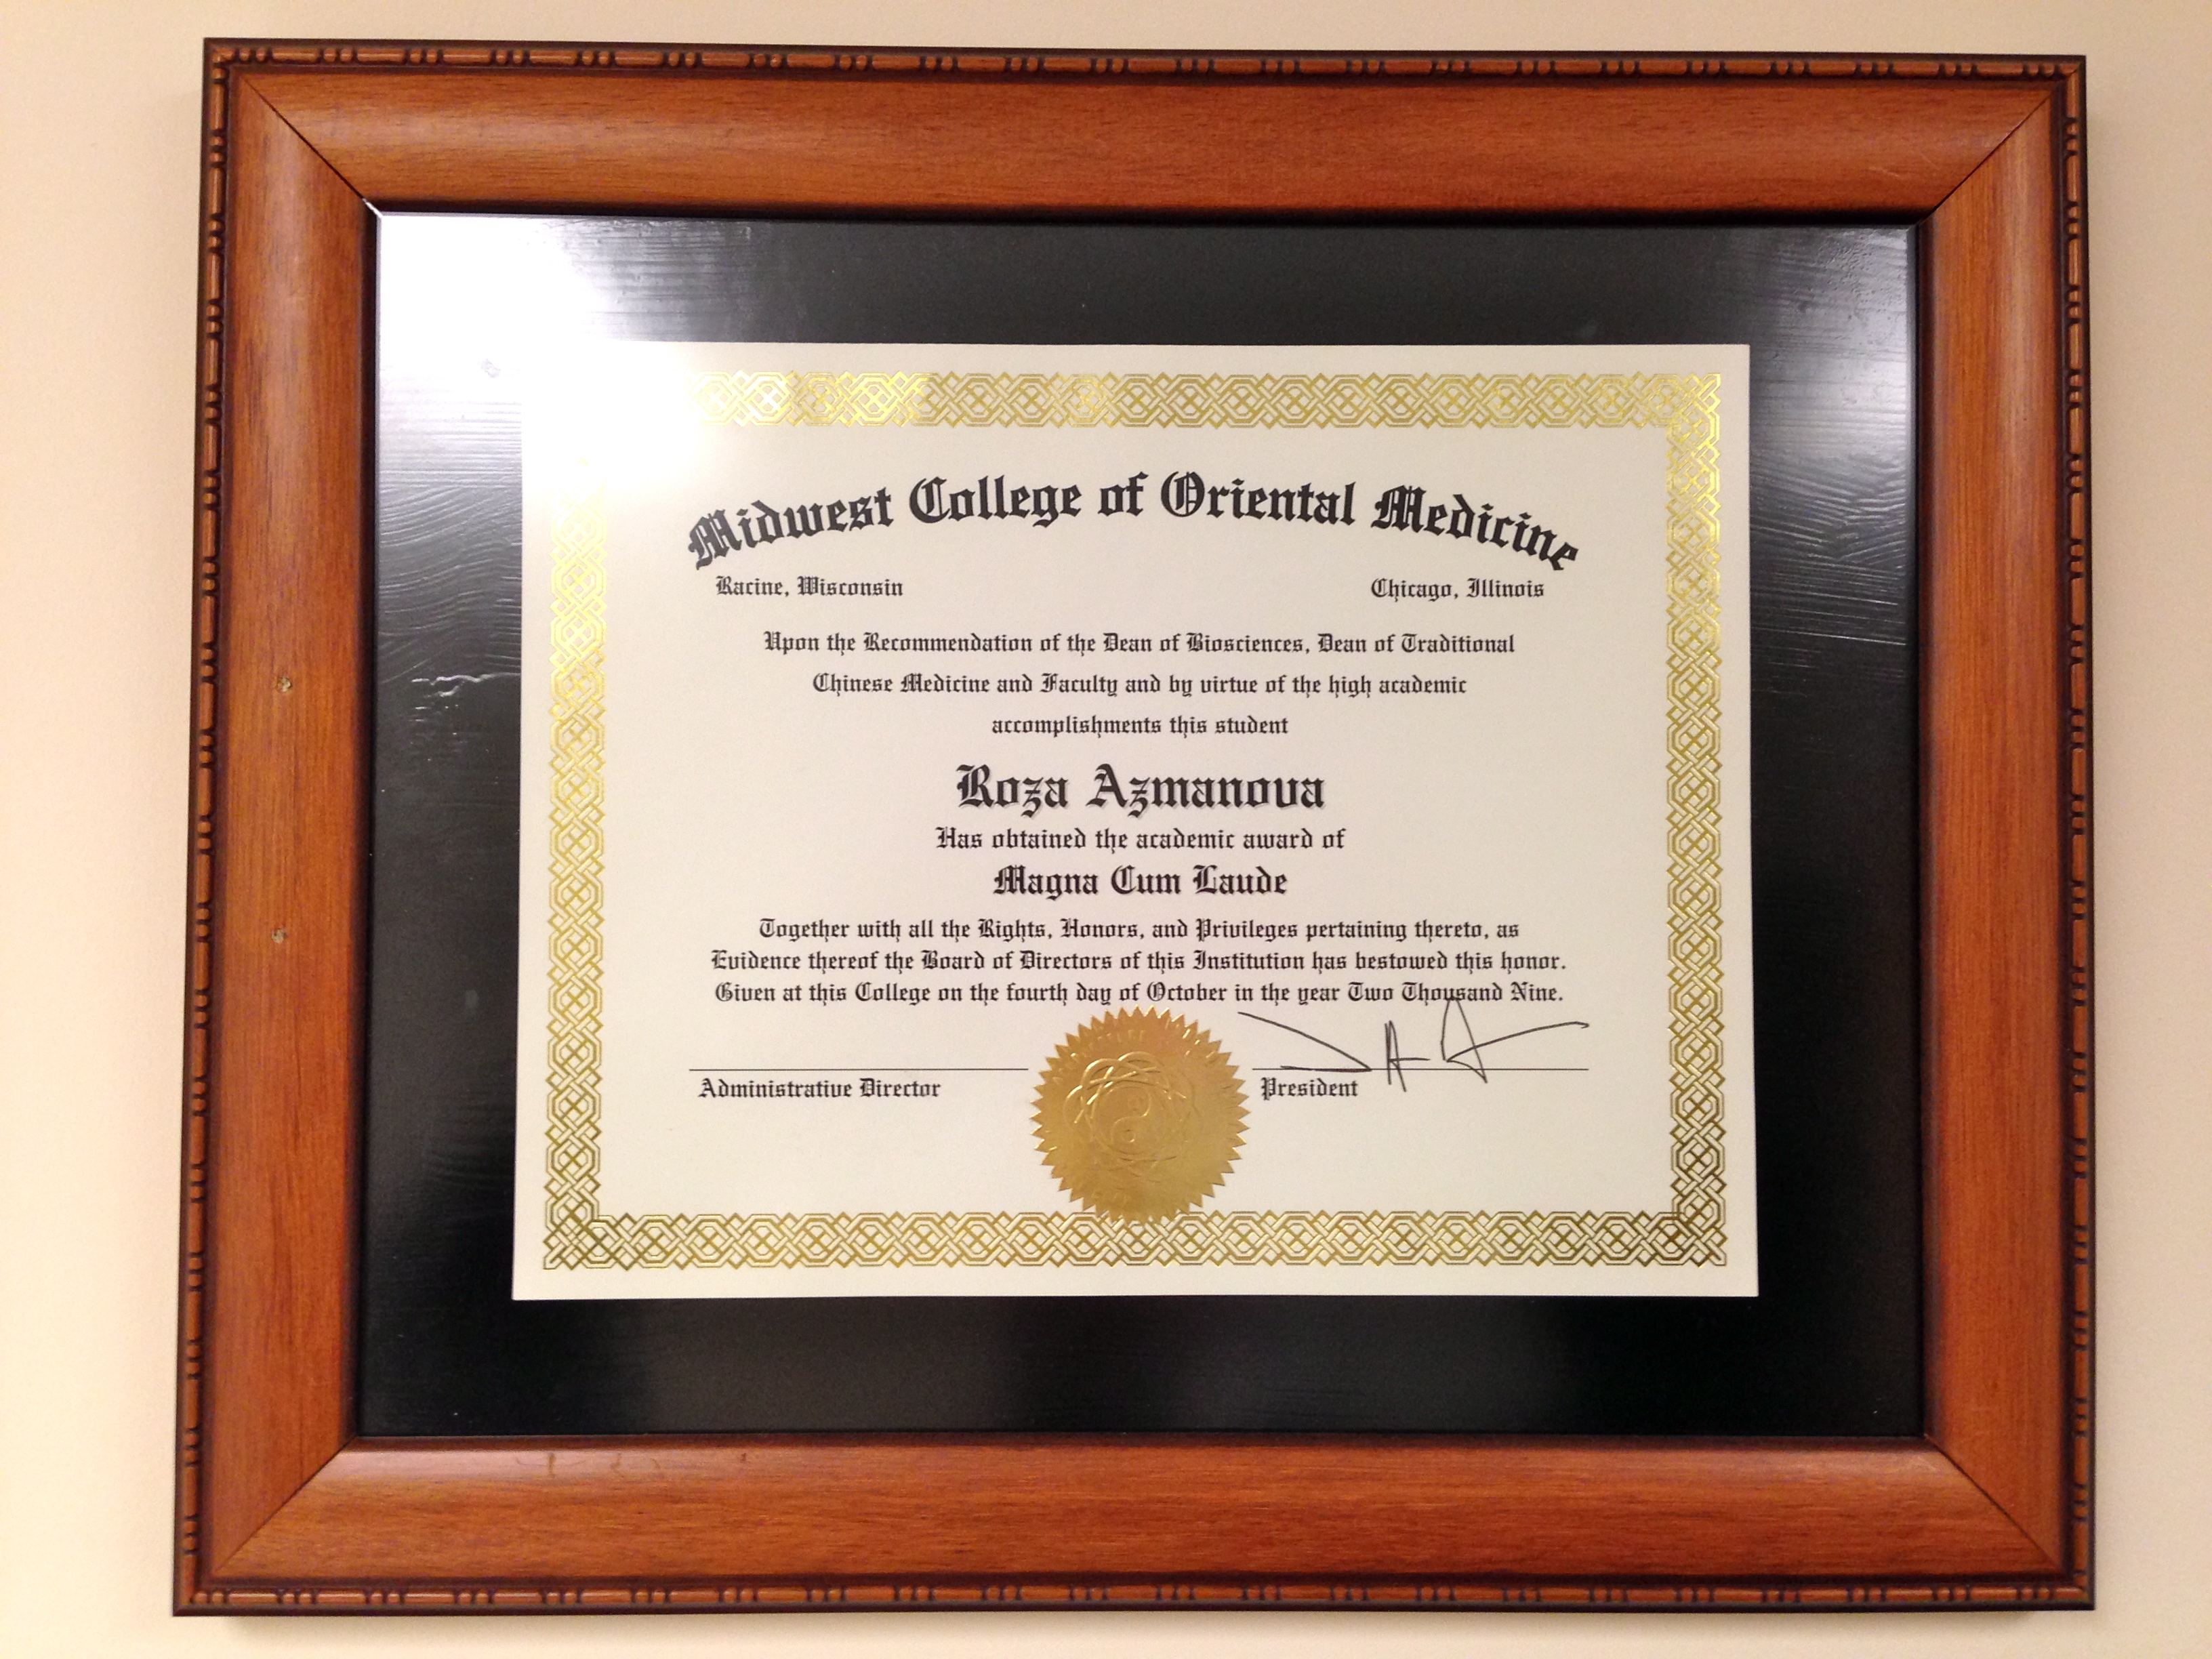 Midwest College of Oriental Medicine
Racine, Wisconsin
Chicago, Illinois
Upon the Recommendation of the Dean of Biosciences, Dean of Traditional
Chinese Medicine and Faculty and by virtue of the high academic
accomplishments this student
Roza Azmanova
Has obtained the academic award of
Magna Cum Laude
Together with all the Rights, Honors, and Privileges pertaining thereto, as
Evidence thereof the Board of Directors of this Institution has bestowed this honor.
Given at this College on the fourth day of October in the year Two Thousand Nine.
Administrative Director
President